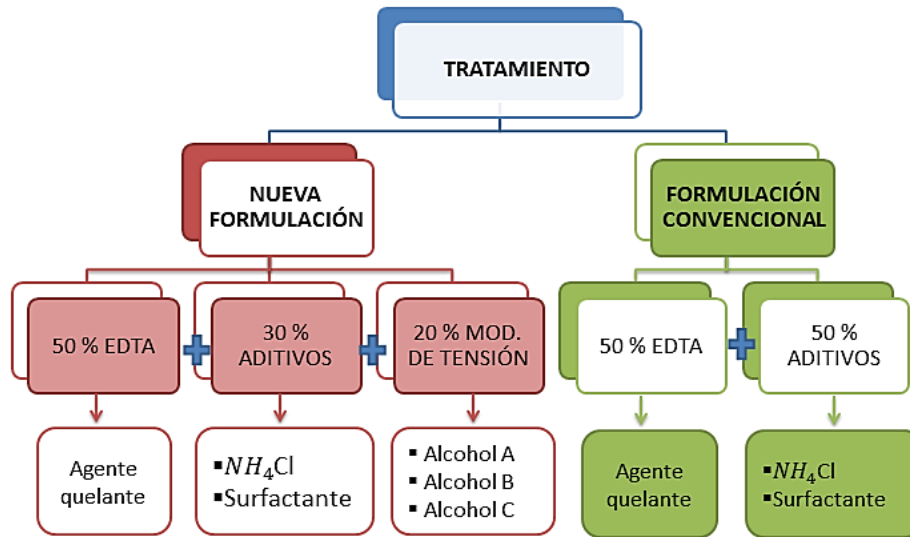 TRATAMIENTO
NUEVA
FORMULACIÓN
FORMULACIÓN
CONVENCIONAL
50 % EDTA
30 %
ADITIVOS
20 % MOD.
DE TENSIÓN
50 % EDTA
50 %
ADITIVOS
Agente
quelante
▪NH₄Cl
▪Surfactante
▪ Alcohol A
▪ Alcohol B
▪ Alcohol C
Agente
quelante
▪ NH₄Cl
▪ Surfactante